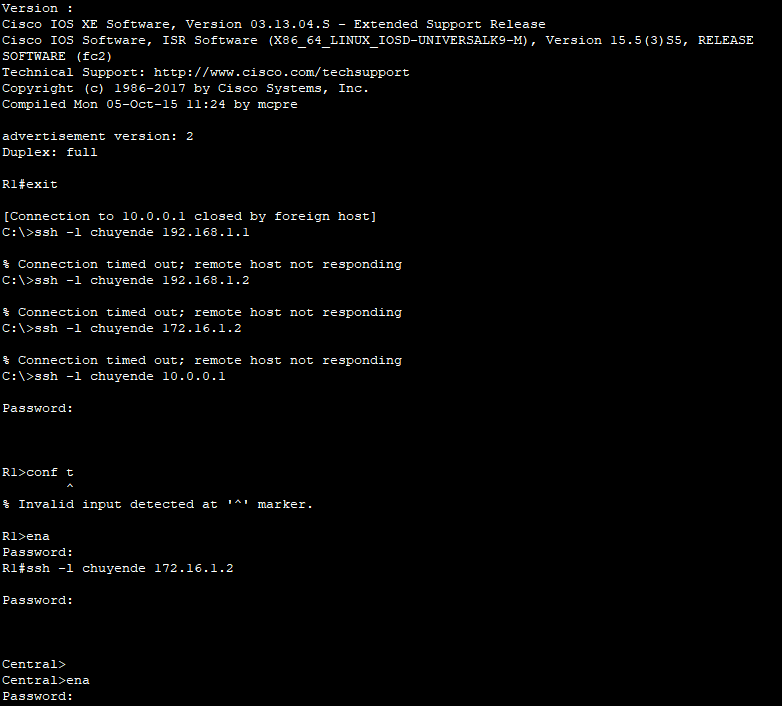 Version :
Cisco IOS XE Software, Version 03.13.04.S - Extended Support Release
Cisco IOS Software, ISR Software (X86_64_LINUX_IOSD-UNIVERSALK9-M), Version 15.5(3)S5, RELEASE
SOFTWARE (fc2)
Technical Support: http://www.cisco.com/techsupport
Copyright (c) 1986-2017 by Cisco Systems, Inc.
Compiled Mon 05-Oct-15 11:24 by mcpre
advertisement version: 2
Duplex: full
R1#exit
[Connection to 10.0.0.1 closed by foreign host]
C:\>ssh -l chuyende 192.168.1.1
% Connection timed out; remote host not responding
C:\>ssh -l chuyende 192.168.1.2
% Connection timed out; remote host not responding
C:\>ssh -l chuyende 172.16.1.2
% Connection timed out; remote host not responding
C:\>ssh -l chuyende 10.0.0.1
Password:
R1>conf t
^
% Invalid input detected at '^' marker.
R1>ena
Password:
R1#ssh -l chuyende 172.16.1.2
Password:
Central>
Central>ena
Password: